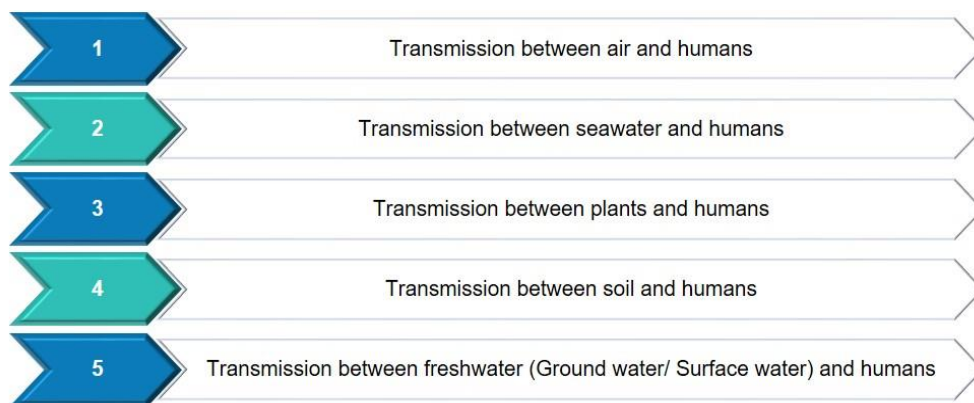 1 Transmission between air and humans
2 Transmission between seawater and humans
3 Transmission between plants and humans
4 Transmission between soil and humans
5 Transmission between freshwater (Ground water/ Surface water) and humans